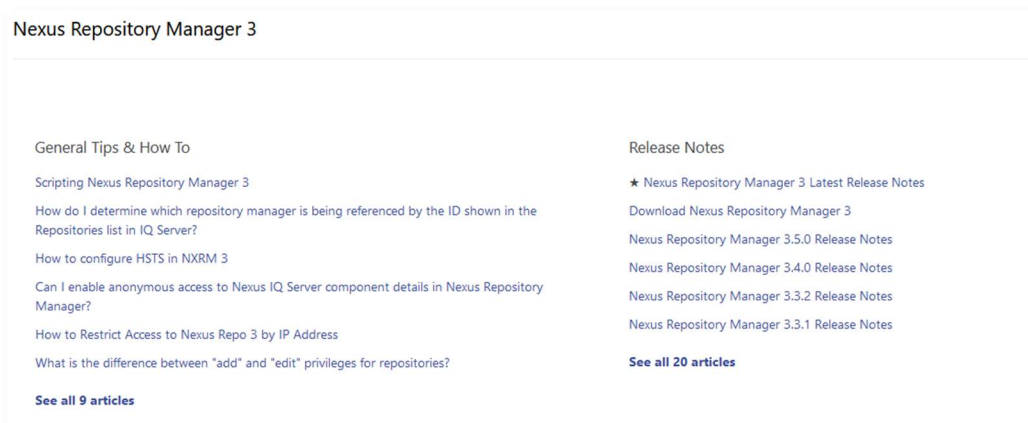 Nexus Repository Manager 3
General Tips & How To
Scripting Nexus Repository Manager 3
How do I determine which repository manager is being referenced by the ID shown in the
Repositories list in IQ Server?
How to configure HSTS in NXRM 3
Can I enable anonymous access to Nexus IQ Server component details in Nexus Repository
Manager?
How to Restrict Access to Nexus Repo 3 by IP Address
What is the difference between "add" and "edit" privileges for repositories?
See all 9 articles
Release Notes
★ Nexus Repository Manager 3 Latest Release Notes
Download Nexus Repository Manager 3
Nexus Repository Manager 3.5.0 Release Notes
Nexus Repository Manager 3.4.0 Release Notes
Nexus Repository Manager 3.3.2 Release Notes
Nexus Repository Manager 3.3.1 Release Notes
See all 20 articles